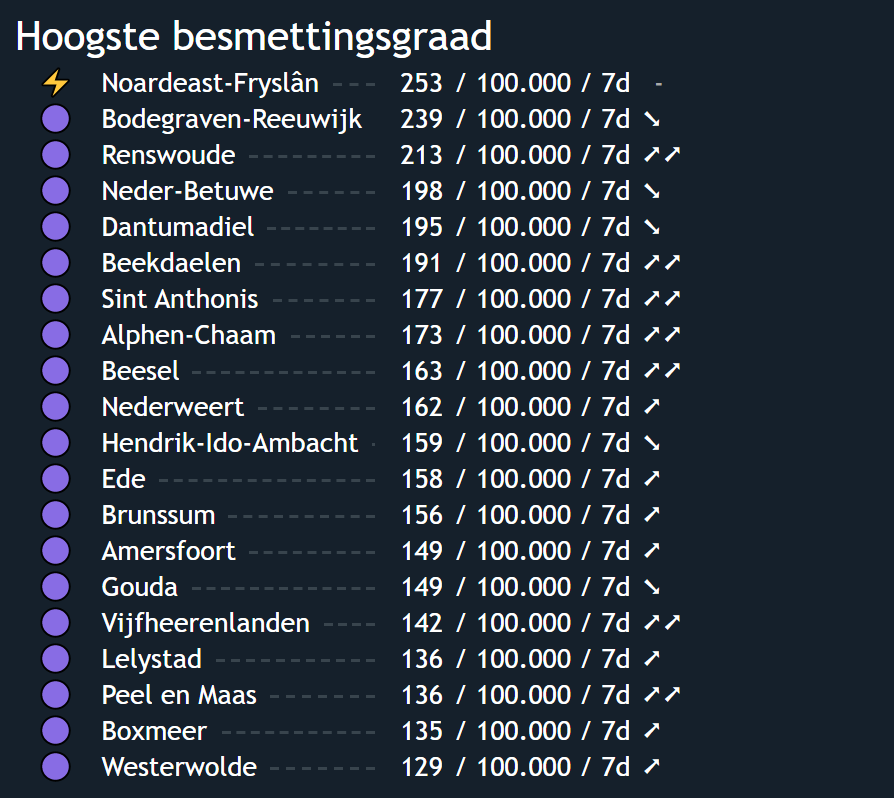 Hoogste besmettingsgraad
⚡ Noardeast-Fryslân --- 253 / 100.000 / 7d -
Bodegraven-Reeuwijk 239 / 100.000 / 7d ➘
Renswoude 213 / 100.000 / 7d ➚➚
Neder-Betuwe 198 / 100.000 / 7d ➘
Dantumadiel 195 / 100.000 / 7d ➘
Beekdaelen 191 / 100.000 / 7d ➚➚
Sint Anthonis 177 / 100.000 / 7d ➚➚
Alphen-Chaam 173 / 100.000 / 7d ➚➚
Beesel 163 / 100.000 / 7d ➚➚
Nederweert 162 / 100.000 / 7d ➚
Hendrik-Ido-Ambacht 159 / 100.000 / 7d ➘
Ede 158 / 100.000 / 7d ➚
Brunssum 156 / 100.000 / 7d ➚
Amersfoort 149 / 100.000 / 7d ➚
Gouda 149 / 100.000 / 7d ➘
Vijfheerenlanden 142 / 100.000 / 7d ➚➚
Lelystad 136 / 100.000 / 7d ➚
Peel en Maas 136 / 100.000 / 7d ➚➚
Boxmeer 135 / 100.000 / 7d ➚
Westerwolde 129 / 100.000 / 7d ➚